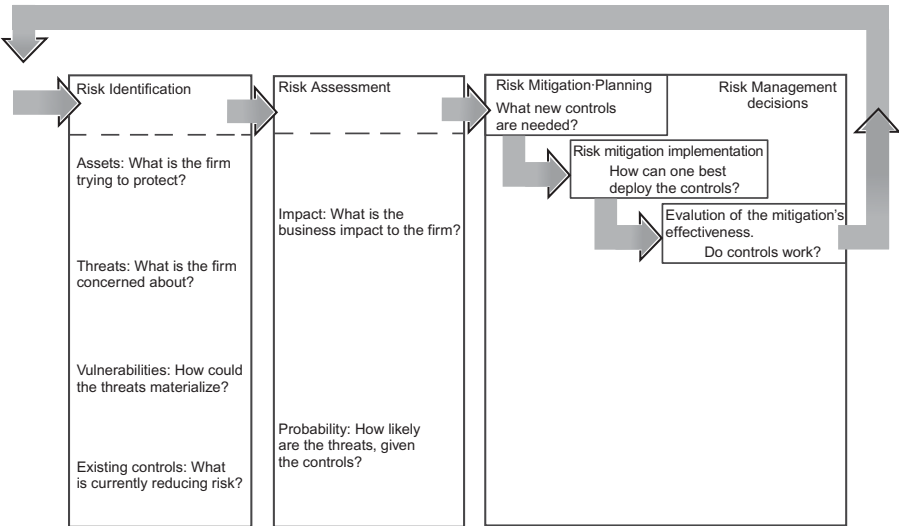 Risk Identification
Assets: What is the firm
trying to protect?
Threats: What is the firm
concerned about?
Vulnerabilities: How could
the threats materialize?
Existing controls: What
is currently reducing risk?
Risk Assessment
Impact: What is the
business impact to the firm?
Probability: How likely
are the threats, given
the controls?
Risk Mitigation·Planning
What new controls
are needed?
Risk Management
decisions
Risk mitigation implementation
How can one best
deploy the controls?
Evalution of the mitigation's
effectiveness.
Do controls work?